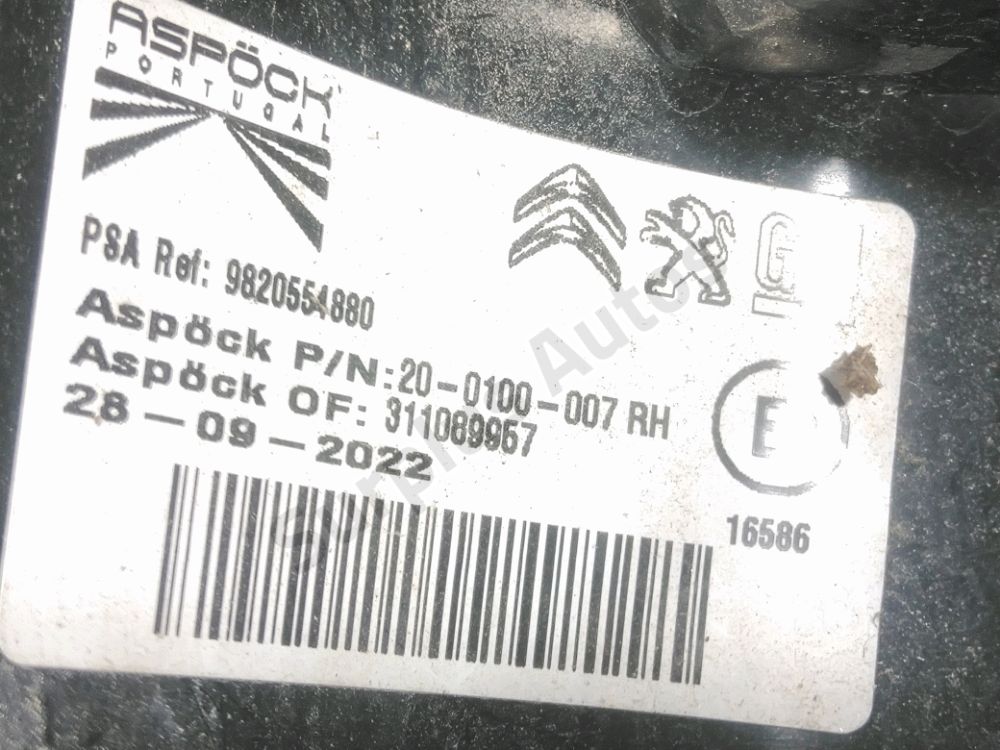 ASPÖCK
PORTUGAL
PSA Ref: 9820554880
Aspöck P/N:20-0100-007 RH
Aspöck OF: 311089957
28-09-2022
E
16586